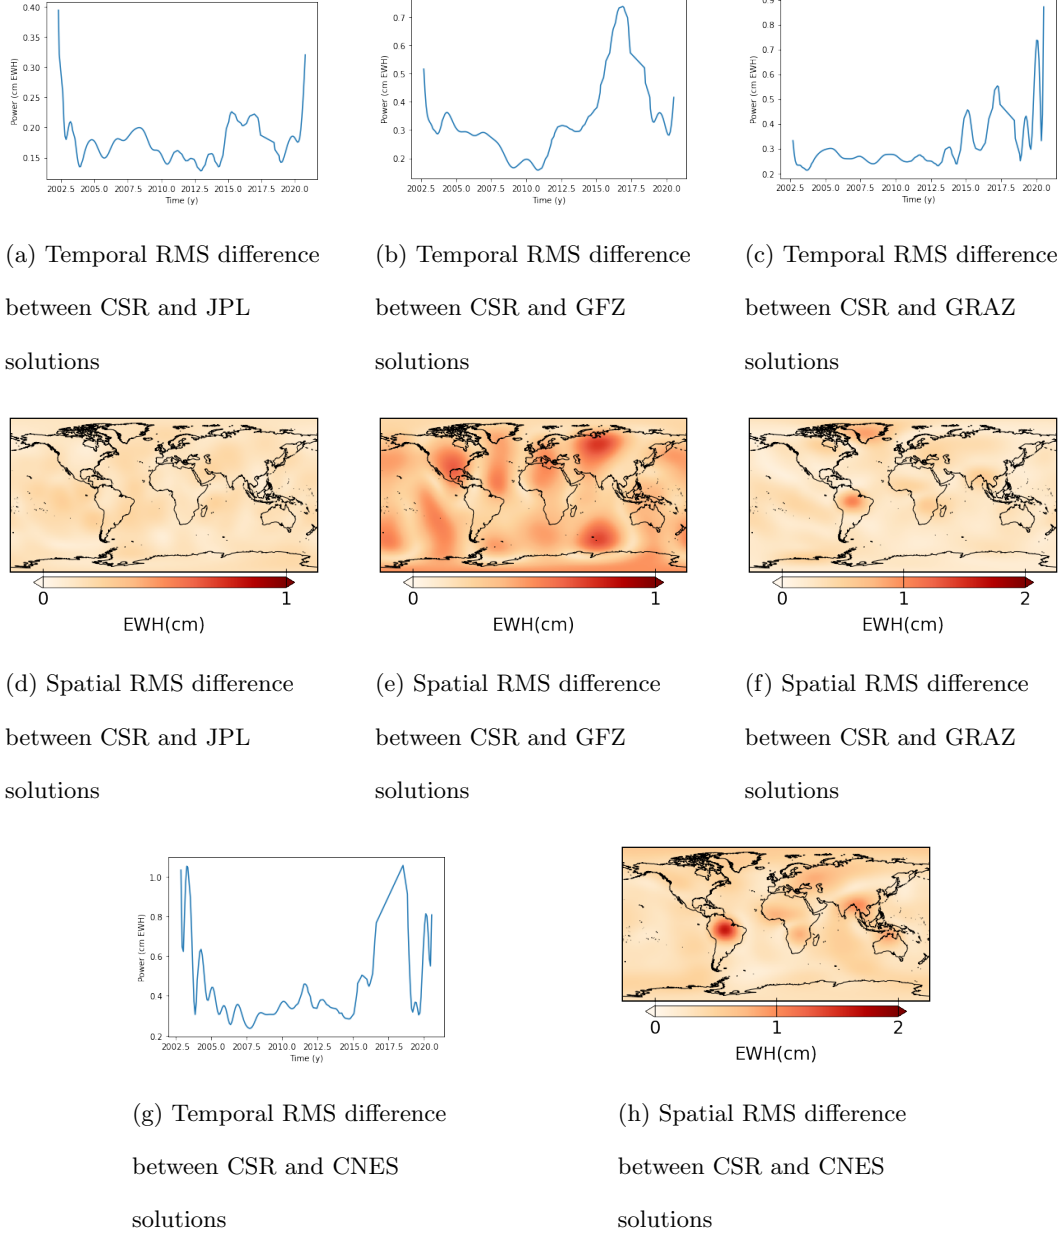 0.40
0.35
0.30
0.25
0.20
0.15
Power (cm EWH)
2002.5 2005.0 2007.5 2010.0 2012.5 2015.0 2017.5 2020.0
Time (y)
0.7
0.6
0.5
0.4
0.3
0.2
Power (cm EWH)
2002.5 2005.0 2007.5 2010.0 2012.5 2015.0 2017.5 2020.0
Time (y)
0.9
0.8
0.7
0.6
0.5
0.4
0.3
0.2
Power (cm EWH)
2002.5 2005.0 2007.5 2010.0 2012.5 2015.0 2017.5 2020.0
Time (y)
(a) Temporal RMS difference
between CSR and JPL
solutions
(b) Temporal RMS difference
between CSR and GFZ
solutions
(c) Temporal RMS difference
between CSR and GRAZ
solutions
0 1
EWH(cm)
0 1
EWH(cm)
0 1 2
EWH(cm)
(d) Spatial RMS difference
between CSR and JPL
solutions
(e) Spatial RMS difference
between CSR and GFZ
solutions
(f) Spatial RMS difference
between CSR and GRAZ
solutions
1.0
0.8
0.6
0.4
0.2
Power (cm EWH)
2002.5 2005.0 2007.5 2010.0 2012.5 2015.0 2017.5 2020.0
Time (y)
0 1 2
EWH(cm)
(g) Temporal RMS difference
between CSR and CNES
solutions
(h) Spatial RMS difference
between CSR and CNES
solutions